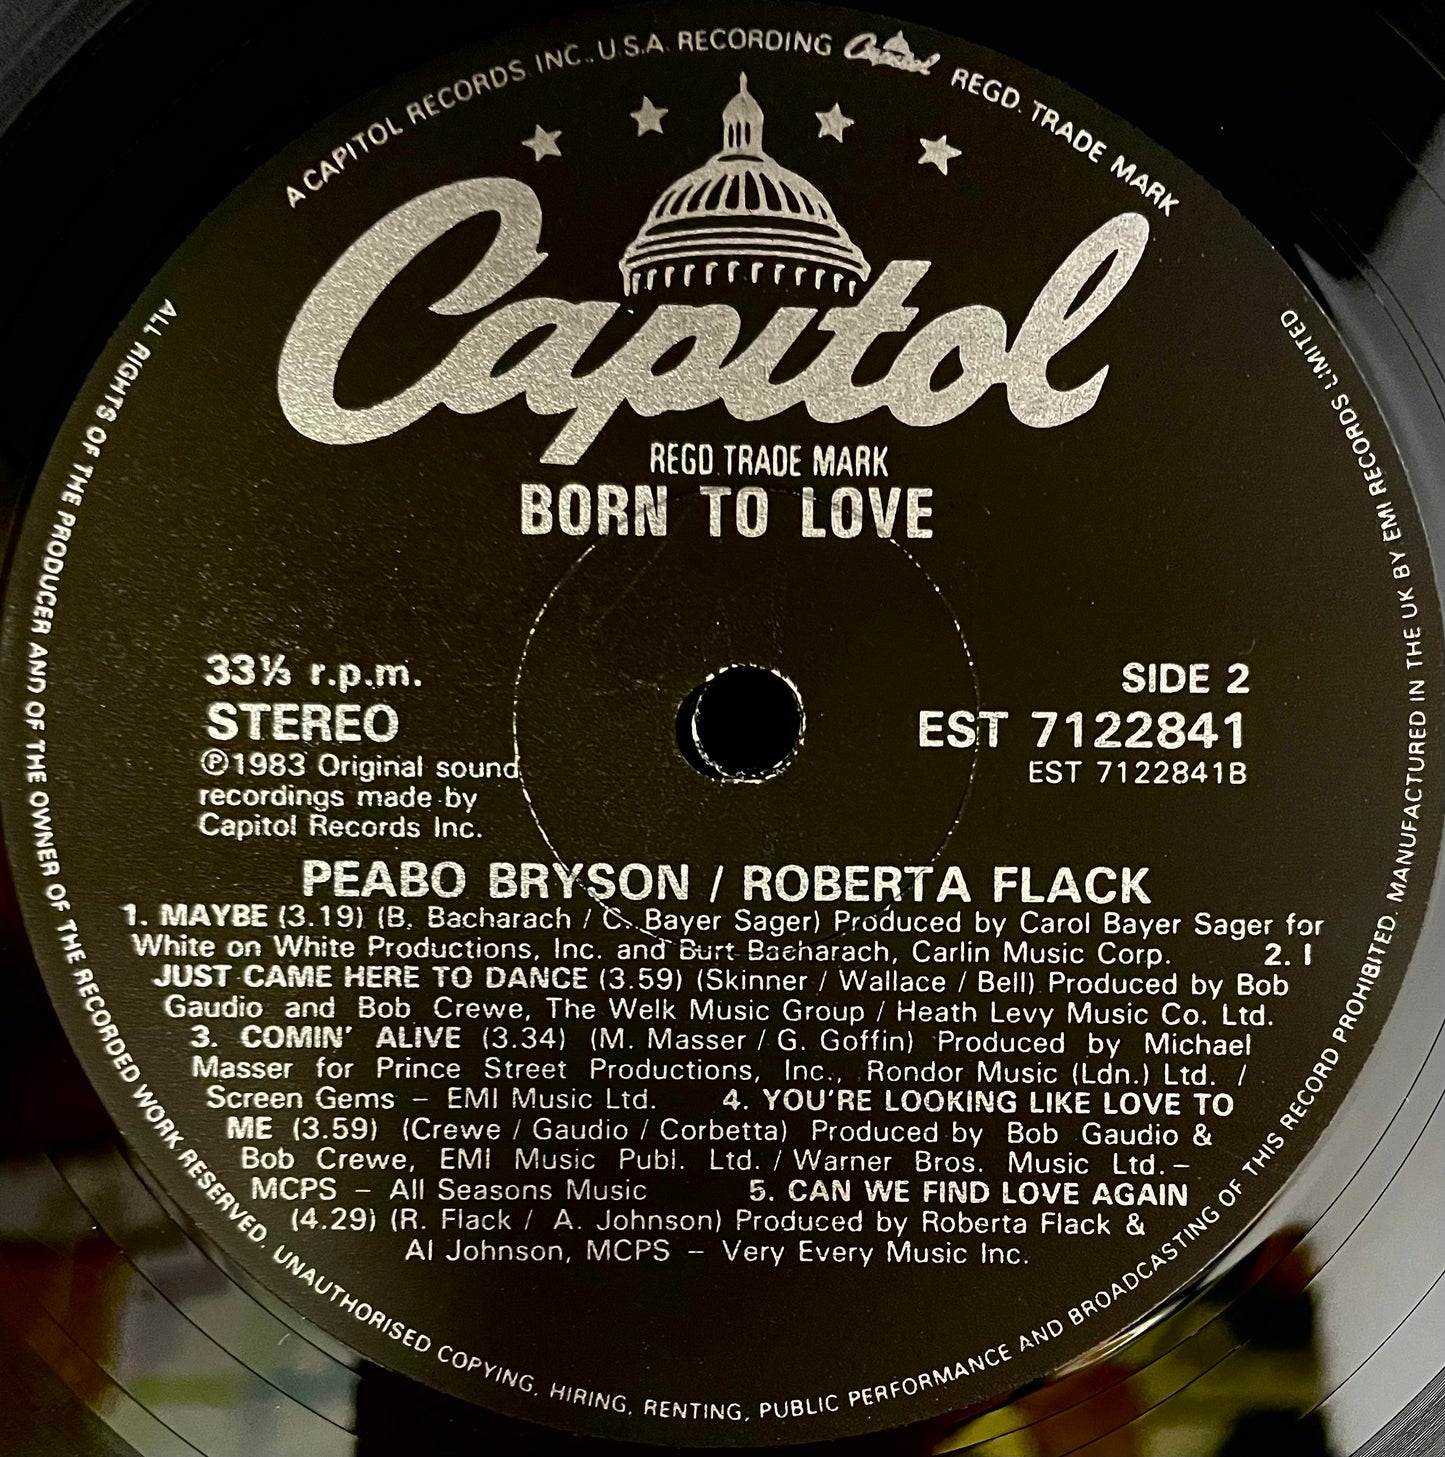 A CAPITOL RECORDS INC., U.S.A. RECORDING Capitol REGD. TRADE MARK
Capitol
REGD. TRADE MARK
BORN TO LOVE
33⅓ r.p.m.
STEREO
℗1983 Original sound
recordings made by
Capitol Records Inc.
SIDE 2
EST 7122841
EST 7122841B
PEABO BRYSON / ROBERTA FLACK
1. MAYBE (3.19) (B. Bacharach / C. Bayer Sager) Produced by Carol Bayer Sager for
White on White Productions, Inc. and Burt Bacharach, Carlin Music Corp. 2. I
JUST CAME HERE TO DANCE (3.59) (Skinner / Wallace / Bell) Produced by Bob
Gaudio and Bob Crewe, The Welk Music Group / Heath Levy Music Co. Ltd.
3. COMIN' ALIVE (3.34) (M. Masser / G. Goffin) Produced by Michael
Masser for Prince Street Productions, Inc., Rondor Music (Ldn.) Ltd. /
Screen Gems – EMI Music Ltd. 4. YOU'RE LOOKING LIKE LOVE TO
ME (3.59) (Crewe / Gaudio / Corbetta) Produced by Bob Gaudio &
Bob Crewe, EMI Music Publ. Ltd. / Warner Bros. Music Ltd. –
MCPS – All Seasons Music 5. CAN WE FIND LOVE AGAIN
(4.29) (R. Flack / A. Johnson) Produced by Roberta Flack &
Al Johnson, MCPS – Very Every Music Inc.
ALL RIGHTS OF THE PRODUCER AND OF THE OWNER OF THE RECORDED WORK RESERVED. UNAUTHORISED COPYING, HIRING, RENTING, PUBLIC PERFORMANCE AND BROADCASTING OF THIS RECORD PROHIBITED. MANUFACTURED IN THE UK BY EMI RECORDS LIMITED